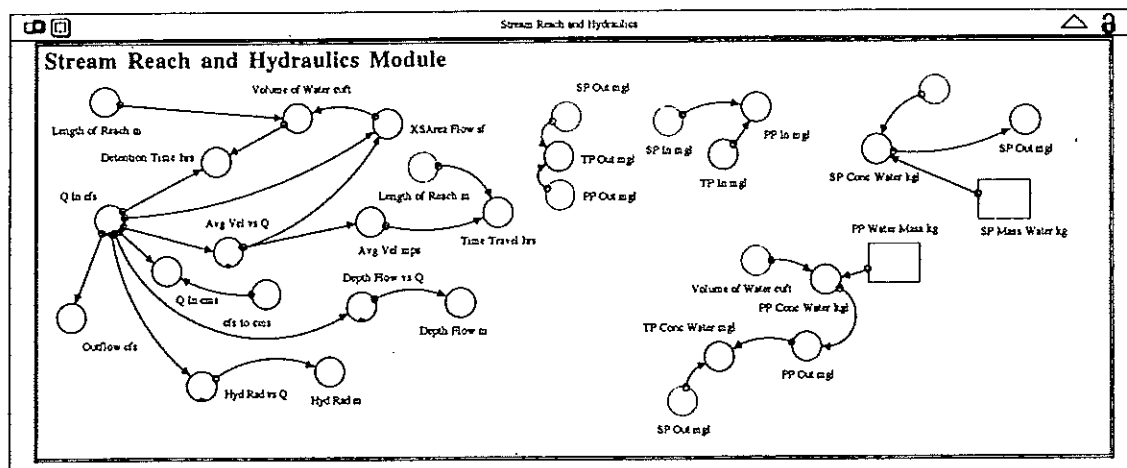 Stream Reach and Hydraulics
a
Stream Reach and Hydraulics Module
Volume of Water cuft
SP Out mgl
Length of Reach m
XSArea Flow sf
PP In mgl
SP In mgl
SP Out mgl
Detention Time hrs
TP Out mgl
SP Conc Water kgl
Q In cfs
Length of Reach m
PP Out mgl
TP In mgl
Avg Vel vs Q
Avg Vel mps
Time Travel hrs
PP Water Mass kg
SP Mass Water kg
Depth Flow vs Q
Q In cms
Volume of Water cuft
PP Conc Water kgl
cfs to cms
Depth Flow m
TP Conc Water mgl
Outflow cfs
PP Out mgl
Hyd Rad vs Q
Hyd Rad m
SP Out mgl